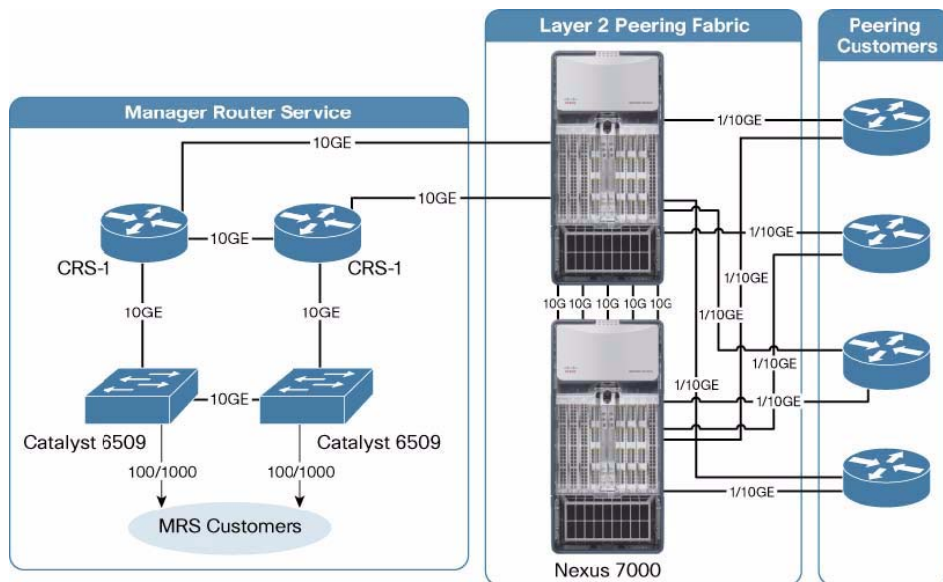 Layer 2 Peering Fabric
Peering
Customers
Manager Router Service
10GE
1/10GE
10GE
1/10GE
10GE
CRS-1
CRS-1
1/10GE
10G 10G 10G 10G 10G
10GE
10GE
1/10GE
1/10GE
1/10GE
1/10GE
10GE
Catalyst 6509
Catalyst 6509
100/1000
100/1000
1/10GE
MRS Customers
Nexus 7000